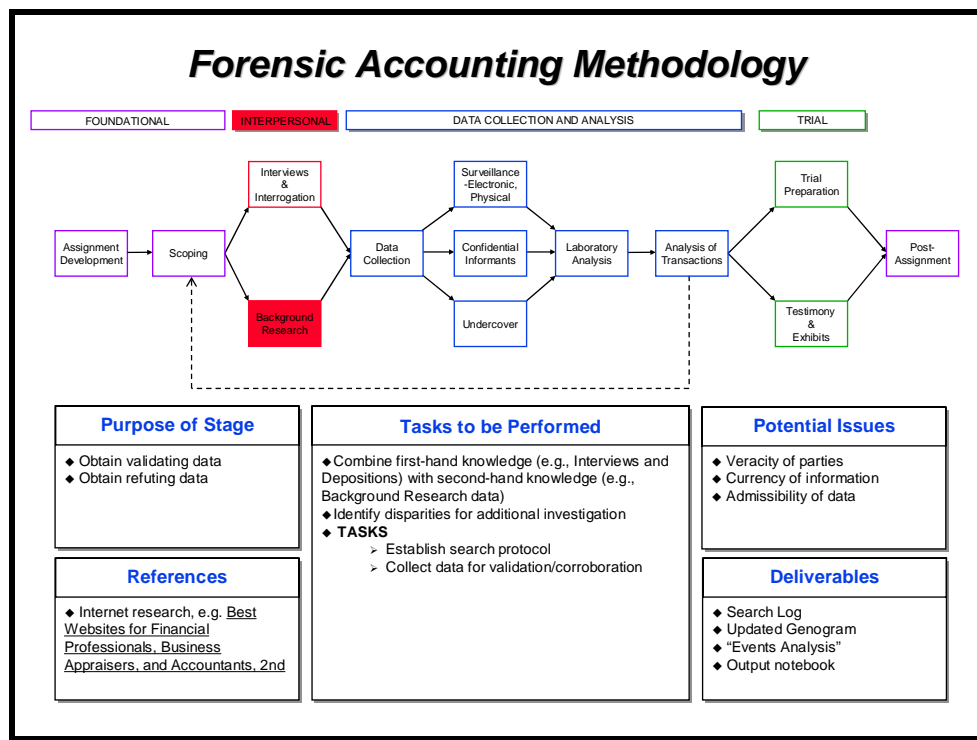 Forensic Accounting Methodology
FOUNDATIONAL
INTERPERSONAL
DATA COLLECTION AND ANALYSIS
TRIAL
Assignment
Development
Scoping
Interviews
&
Interrogation
Background
Research
Data
Collection
Surveillance
-Electronic,
Physical
Confidential
Informants
Undercover
Laboratory
Analysis
Analysis of
Transactions
Trial
Preparation
Testimony
&
Exhibits
Post-
Assignment
Purpose of Stage
◆ Obtain validating data
◆ Obtain refuting data
References
◆ Internet research, e.g. Best
Websites for Financial
Professionals, Business
Appraisers, and Accountants, 2nd
Tasks to be Performed
◆Combine first-hand knowledge (e.g., Interviews and
Depositions) with second-hand knowledge (e.g.,
Background Research data)
◆Identify disparities for additional investigation
◆ TASKS
➢ Establish search protocol
➢ Collect data for validation/corroboration
Potential Issues
◆ Veracity of parties
◆ Currency of information
◆ Admissibility of data
Deliverables
◆ Search Log
◆ Updated Genogram
◆ “Events Analysis”
◆ Output notebook